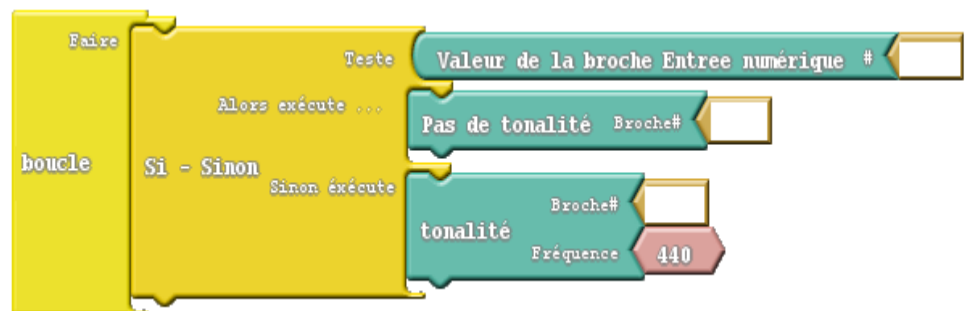 Faire
Teste
Valeur de la broche Entree numérique #
Alors exécute ...
Pas de tonalité Broche#
boucle
Si - Sinon
Sinon éxécute
Broche#
tonalité
Fréquence
440